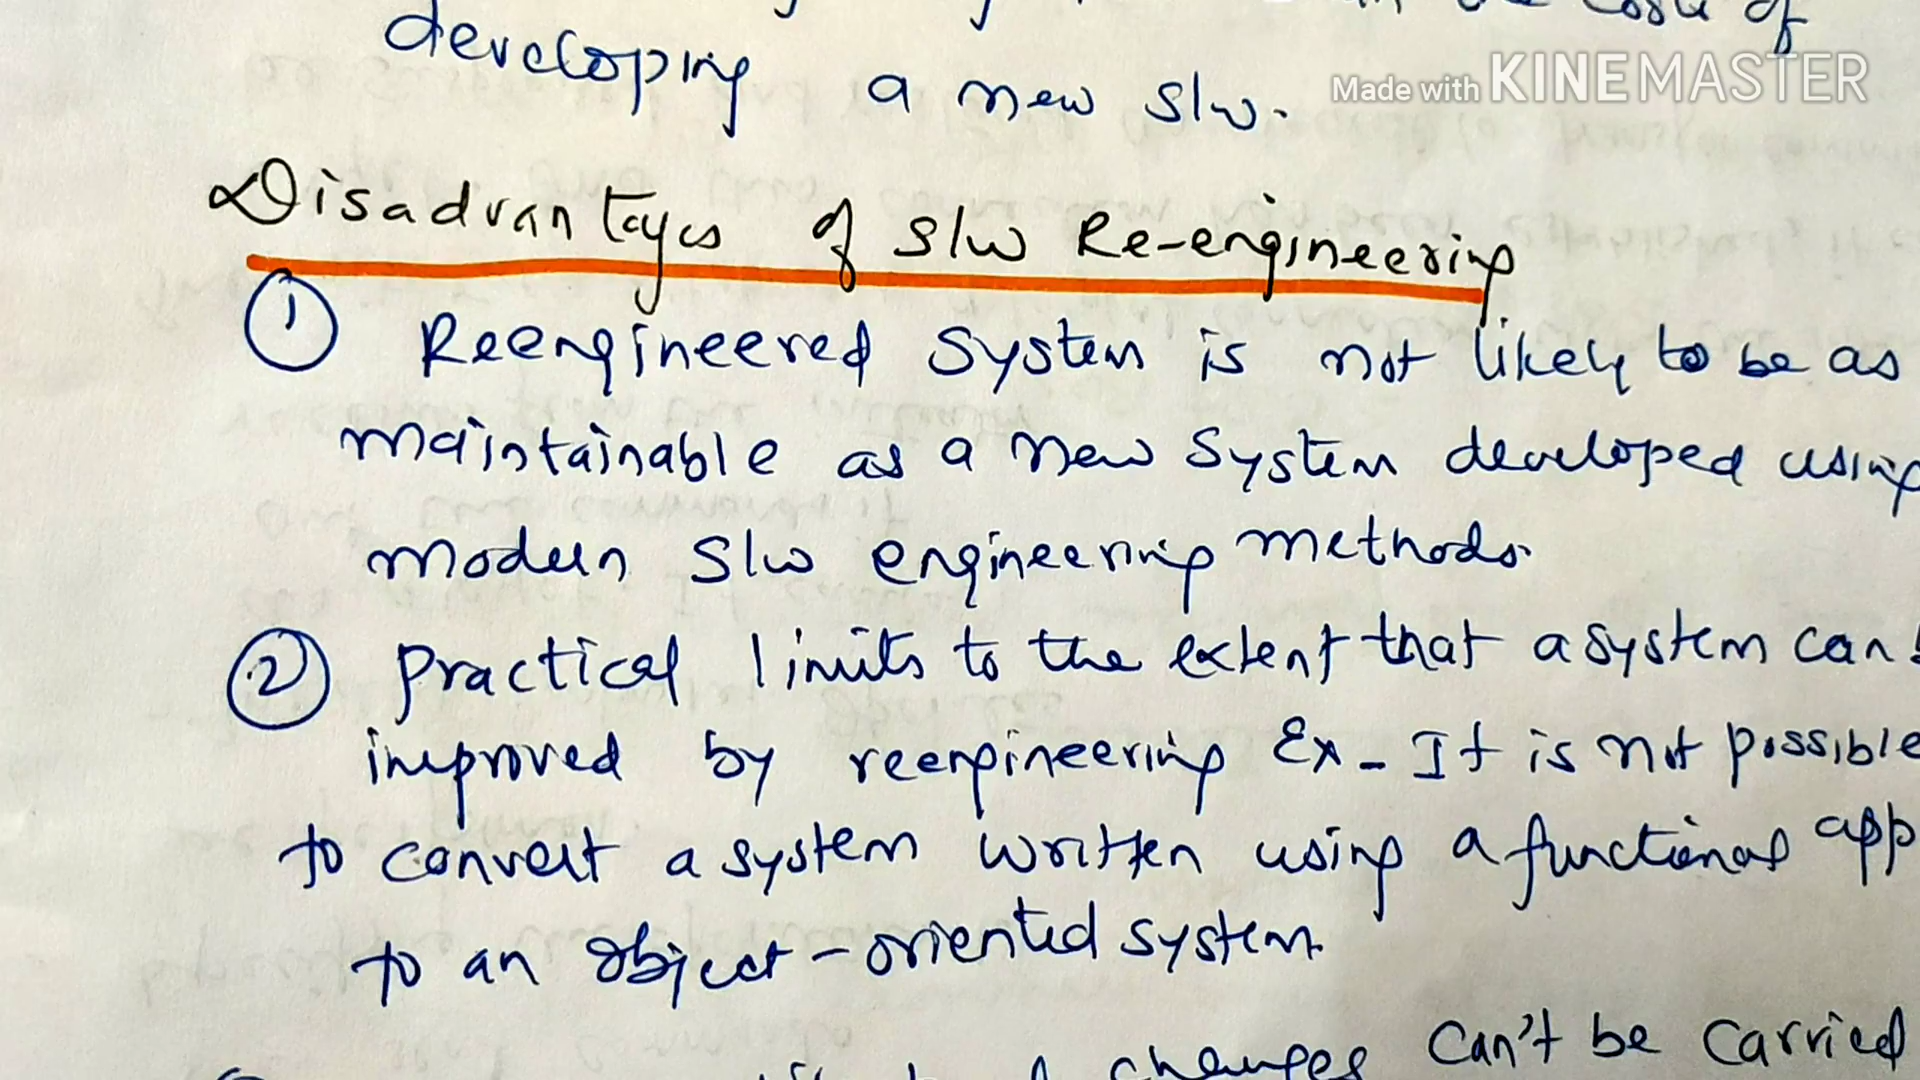 the cost of
developing a new s/w.
Made with KINEMASTER
Disadvantages of s/w Re-engineering
① Reengineered System is not likely to be as
maintainable as a new System developed using
modern s/w engineering methods.
② Practical limits to the extent that a system can b
improved by reengineering Ex - It is not possible
to convert a system written using a functional app
to an object-oriented system.
changes can't be carried